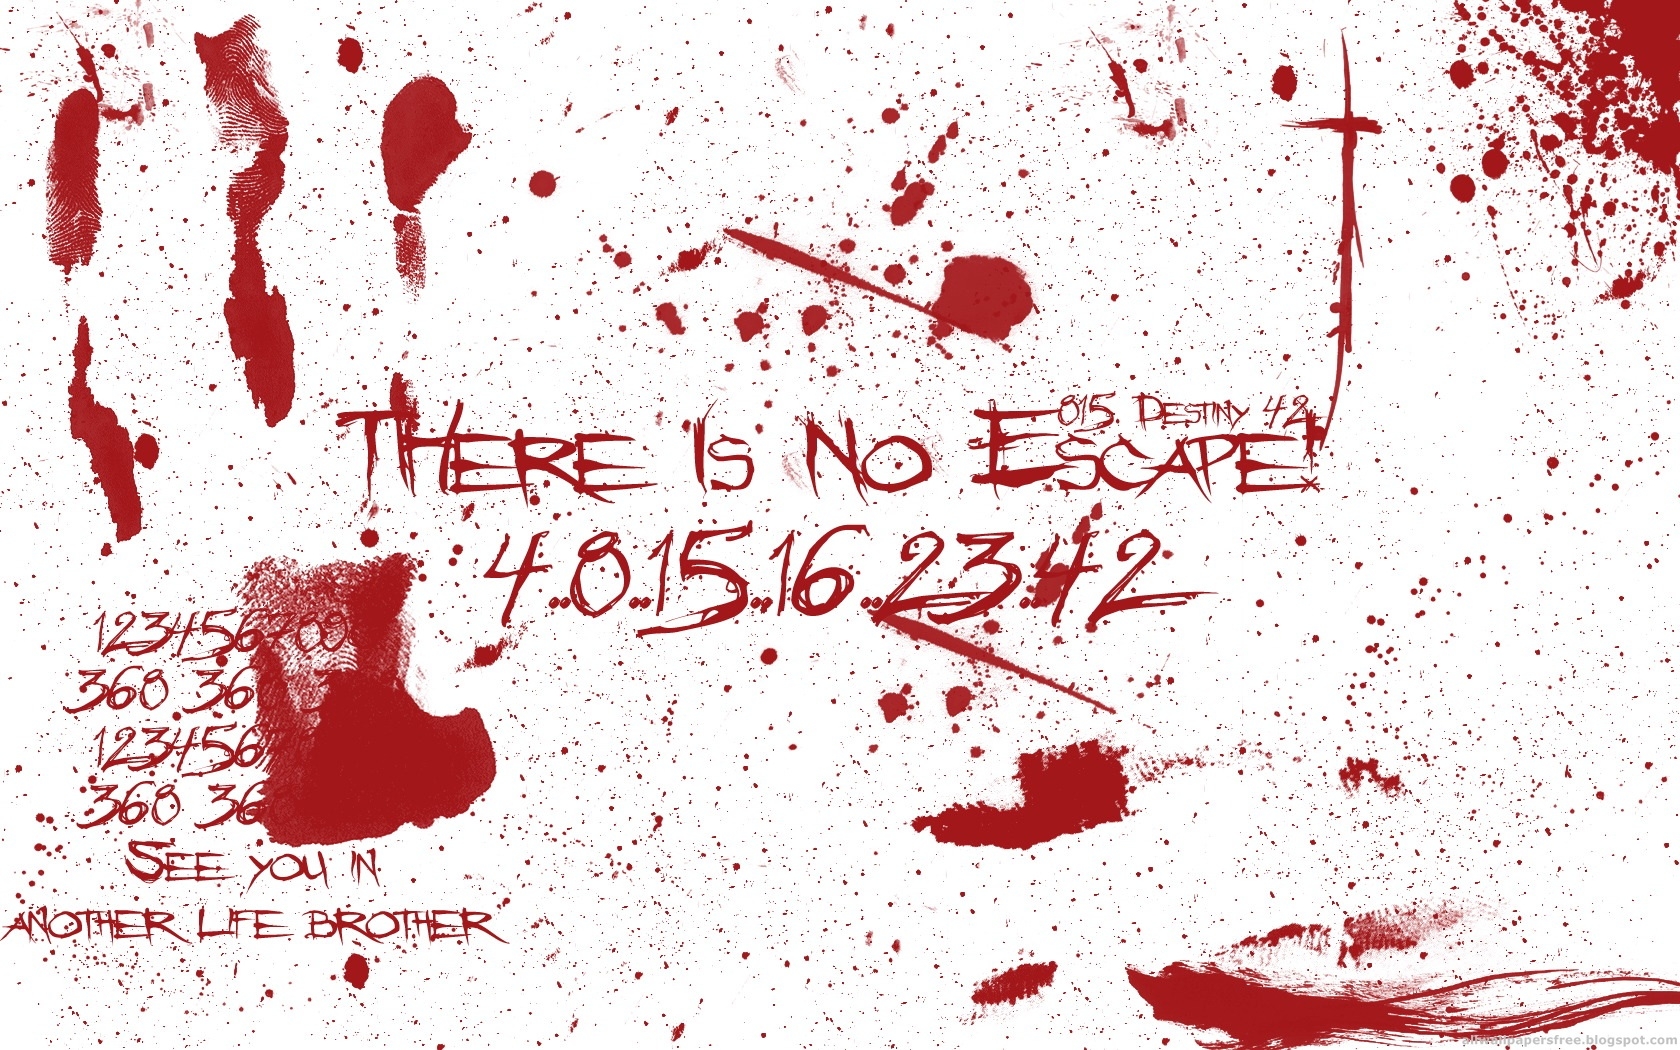 815 Destiny 42
There Is No Escape!
4..8..15..16..23..42
123456
368 36
123456
368 36
See you in
another life brother